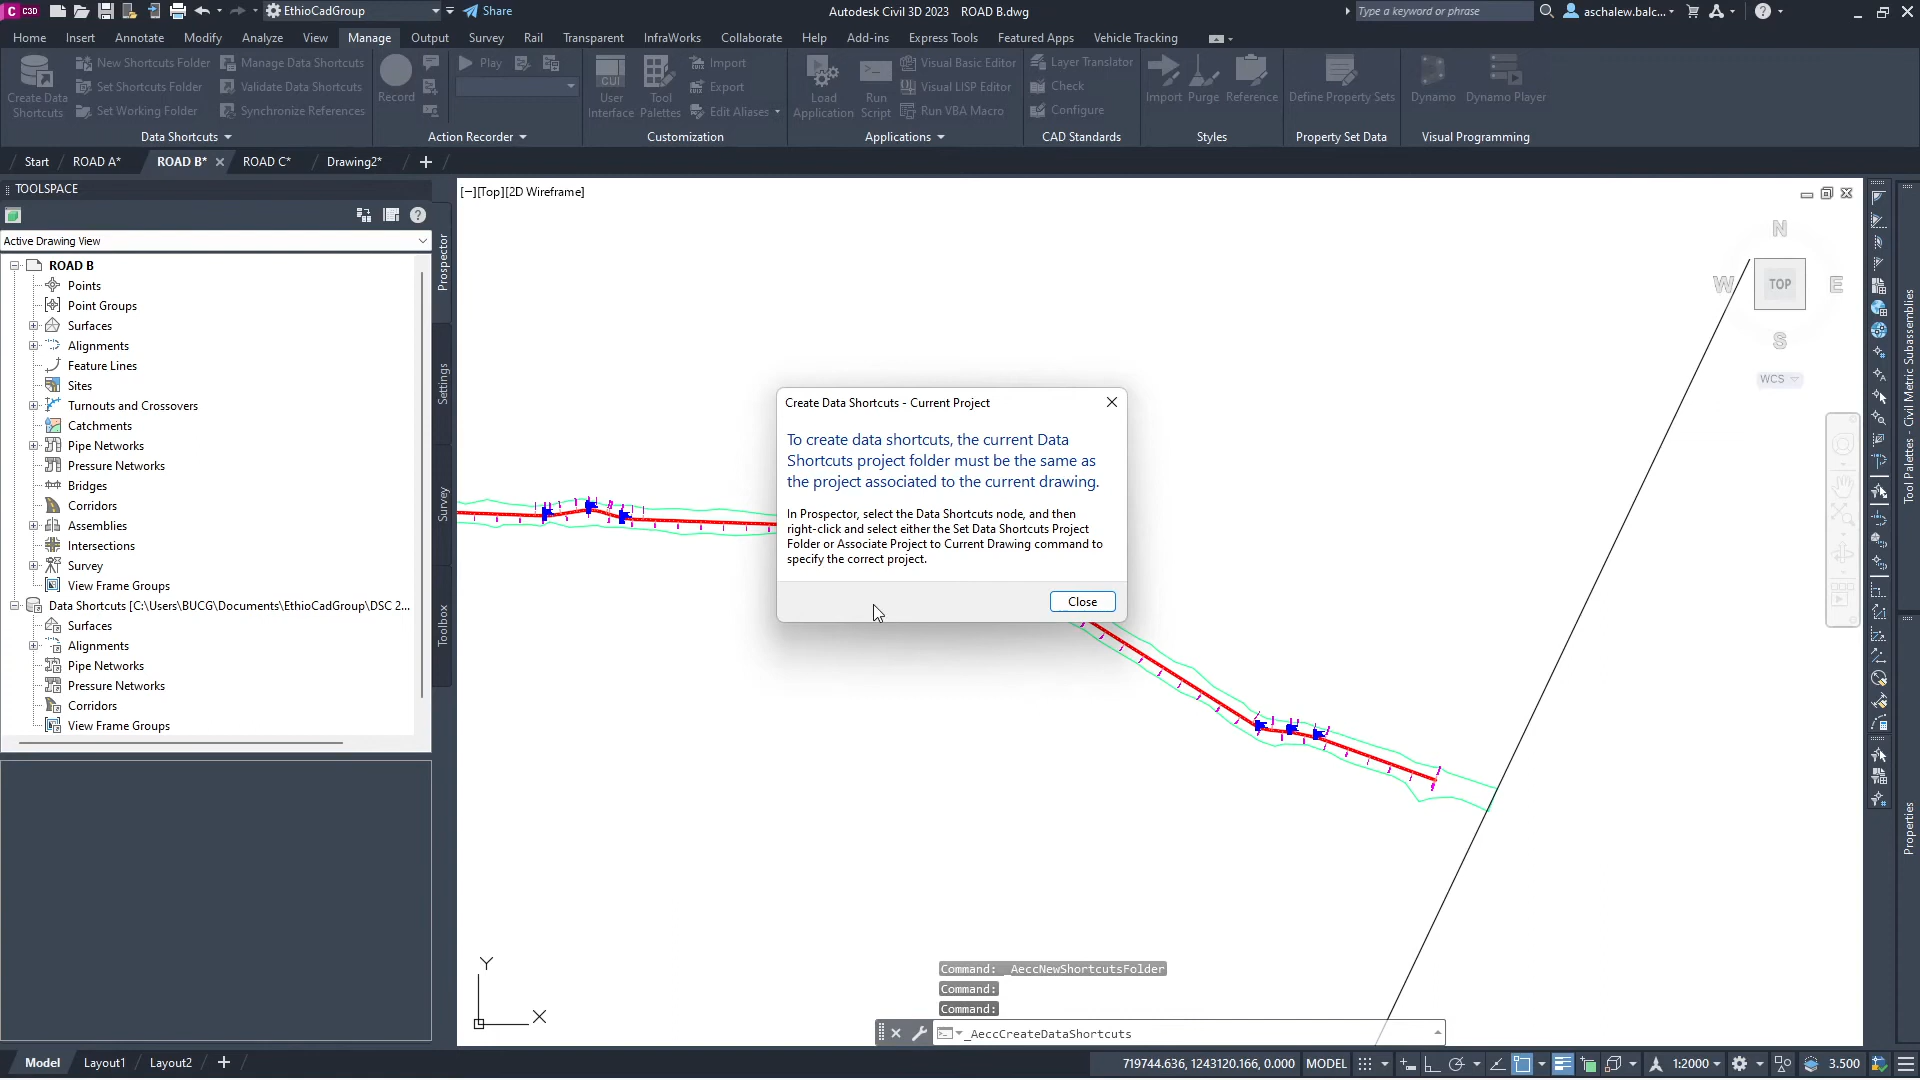 C3D EthioCadGroup Share Autodesk Civil 3D 2023 ROAD B.dwg Type a keyword or phrase aschalew.balc...
Home Insert Annotate Modify Analyze View Manage Output Survey Rail Transparent InfraWorks Collaborate Help Add-ins Express Tools Featured Apps Vehicle Tracking
New Shortcuts Folder Manage Data Shortcuts Play Import Visual Basic Editor Layer Translator
Set Shortcuts Folder Validate Data Shortcuts Export Visual LISP Editor Check
Create Data Shortcuts Record CUI User Interface Tool Palettes Load Application Run Script Import Purge Reference Define Property Sets Dynamo Dynamo Player
Set Working Folder Synchronize References Edit Aliases Run VBA Macro Configure
Data Shortcuts Action Recorder Customization Applications CAD Standards Styles Property Set Data Visual Programming
Start ROAD A* ROAD B* ROAD C* Drawing2*
TOOLSPACE
Active Drawing View
ROAD B
Points
Point Groups
Surfaces
Alignments
Feature Lines
Sites
Turnouts and Crossovers
Catchments
Pipe Networks
Pressure Networks
Bridges
Corridors
Assemblies
Intersections
Survey
View Frame Groups
Data Shortcuts [C:\Users\BUCG\Documents\EthioCadGroup\DSC 2...
Surfaces
Alignments
Pipe Networks
Pressure Networks
Corridors
View Frame Groups
Prospector
Settings
Survey
Toolbox
[−][Top][2D Wireframe]
N
W TOP E
S
WCS
Create Data Shortcuts - Current Project
To create data shortcuts, the current Data
Shortcuts project folder must be the same as
the project associated to the current drawing.
In Prospector, select the Data Shortcuts node, and then
right-click and select either the Set Data Shortcuts Project
Folder or Associate Project to Current Drawing command to
specify the correct project.
Close
Tool Palettes - Civil Metric Subassemblies
Properties
Y
X
Command: _AeccNewShortcutsFolder
Command:
Command:
_AeccCreateDataShortcuts
Model Layout1 Layout2 719744.636, 1243120.166, 0.000 MODEL 1:2000 3.500